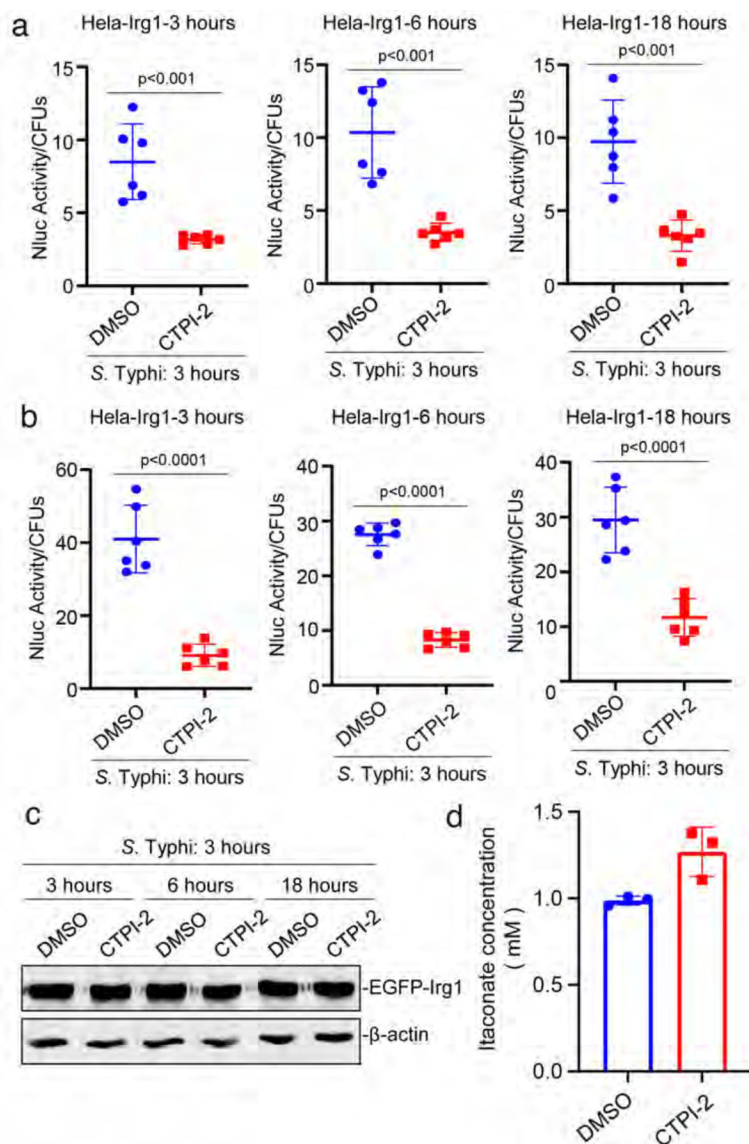 a
Hela-Irg1-3 hours
Hela-Irg1-6 hours
Hela-Irg1-18 hours
p<0.001
p<0.001
p<0.001
Nluc Activity/CFUs
15
10
5
0
Nluc Activity/CFUs
15
10
5
0
Nluc Activity/CFUs
15
10
5
0
DMSO
CTPI-2
DMSO
CTPI-2
DMSO
CTPI-2
S. Typhi: 3 hours
S. Typhi: 3 hours
S. Typhi: 3 hours
b
Hela-Irg1-3 hours
Hela-Irg1-6 hours
Hela-Irg1-18 hours
p<0.0001
p<0.0001
p<0.0001
Nluc Activity/CFUs
60
40
20
0
Nluc Activity/CFUs
40
30
20
10
0
Nluc Activity/CFUs
40
30
20
10
0
DMSO
CTPI-2
DMSO
CTPI-2
DMSO
CTPI-2
S. Typhi: 3 hours
S. Typhi: 3 hours
S. Typhi: 3 hours
c
S. Typhi: 3 hours
3 hours
6 hours
18 hours
DMSO
CTPI-2
DMSO
CTPI-2
DMSO
CTPI-2
-EGFP-Irg1
-β-actin
d
Itaconate concentration
( mM )
1.5
1.0
0.5
0.0
DMSO
CTPI-2